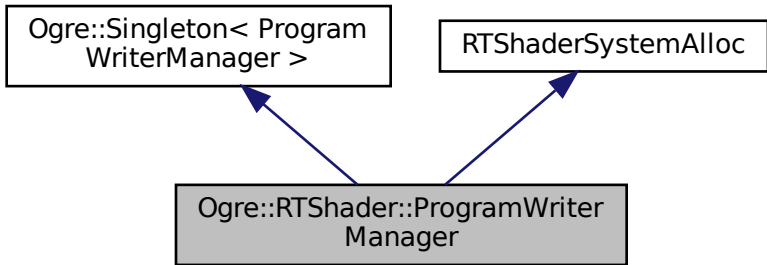 Ogre::Singleton< Program
WriterManager >
RTShaderSystemAlloc
Ogre::RTShader::ProgramWriter
Manager